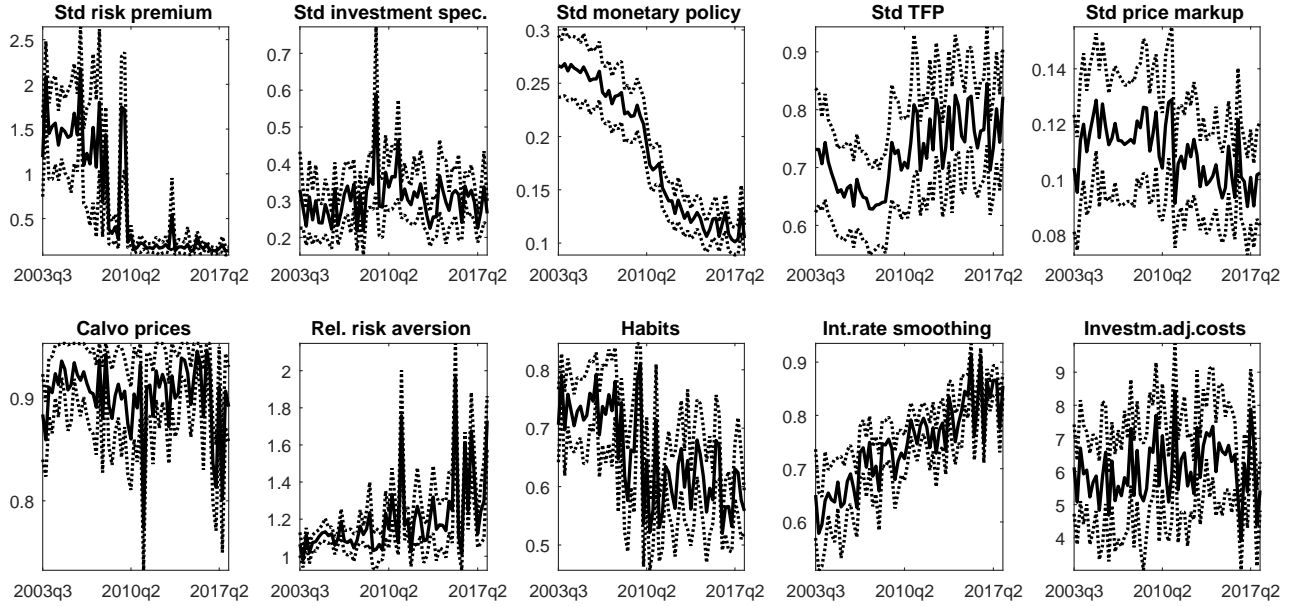 Std risk premium
2.5
2
1.5
1
0.5
2003q3 2010q2 2017q2
Std investment spec.
0.7
0.6
0.5
0.4
0.3
0.2
2003q3 2010q2 2017q2
Std monetary policy
0.3
0.25
0.2
0.15
0.1
2003q3 2010q2 2017q2
Std TFP
0.9
0.8
0.7
0.6
2003q3 2010q2 2017q2
Std price markup
0.14
0.12
0.1
0.08
2003q3 2010q2 2017q2
Calvo prices
0.9
0.8
2003q3 2010q2 2017q2
Rel. risk aversion
2
1.8
1.6
1.4
1.2
1
2003q3 2010q2 2017q2
Habits
0.8
0.7
0.6
0.5
2003q3 2010q2 2017q2
Int.rate smoothing
0.9
0.8
0.7
0.6
2003q3 2010q2 2017q2
Investm.adj.costs
9
8
7
6
5
4
2003q3 2010q2 2017q2